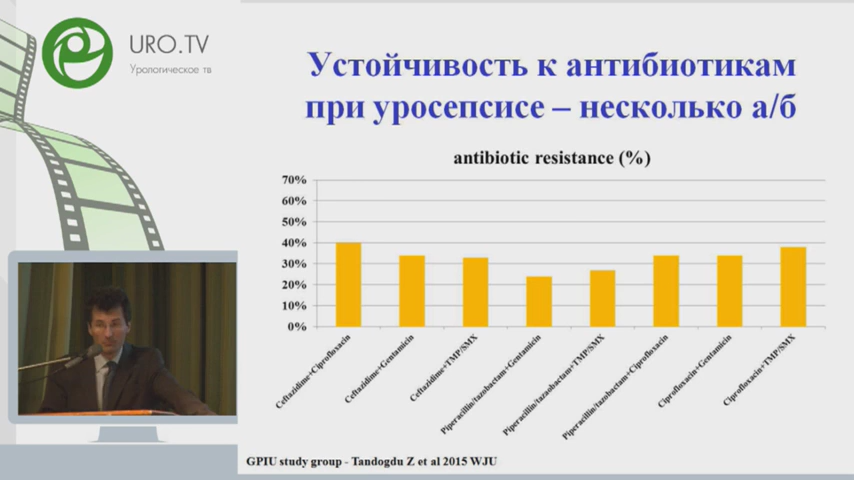 URO.TV
Урологическое тв
Устойчивость к антибиотикам
при уросепсисе – несколько а/б
antibiotic resistance (%)
70%
60%
50%
40%
30%
20%
10%
0%
Ceftazidime+Ciprofloxacin
Ceftazidime+Gentamicin
Ceftazidime+TMP/SMX
Piperacillin/tazobactam+Gentamicin
Piperacillin/tazaobactam+TMP/SMX
Piperacillin/tazobactam+Ciprofloxacin
Ciprofloxacin+Gentamicin
Ciprofloxacin+TMP/SMX
GPIU study group - Tandogdu Z et al 2015 WJU